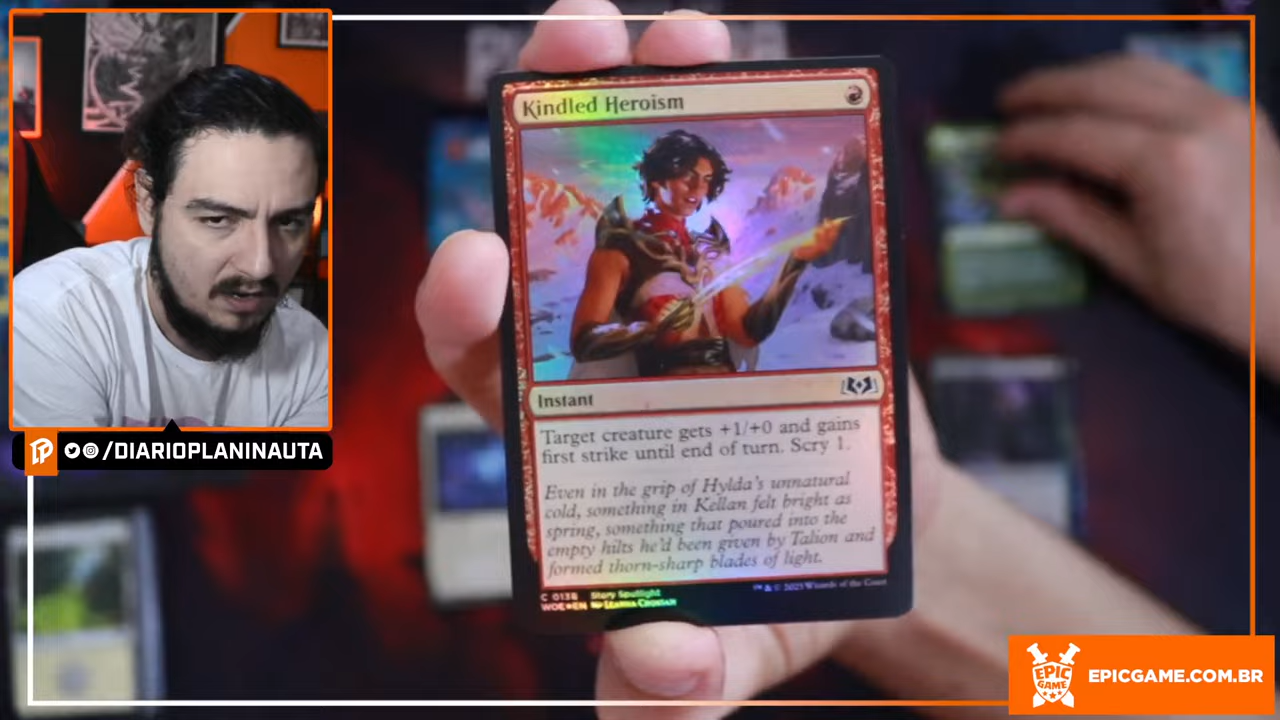 Kindled Heroism
Instant
Target creature gets +1/+0 and gains
first strike until end of turn. Scry 1.
Even in the grip of Hylda's unnatural
cold, something in Kellan felt bright as
spring, something that poured into the
empty hilts he'd been given by Talion and
formed thorn-sharp blades of light.
C 0138 Story Spotlight
WOE•EN
™ & © 2023 Wizards of the Coast
/DIARIOPLANINAUTA
EPIC
GAME
EPICGAME.COM.BR